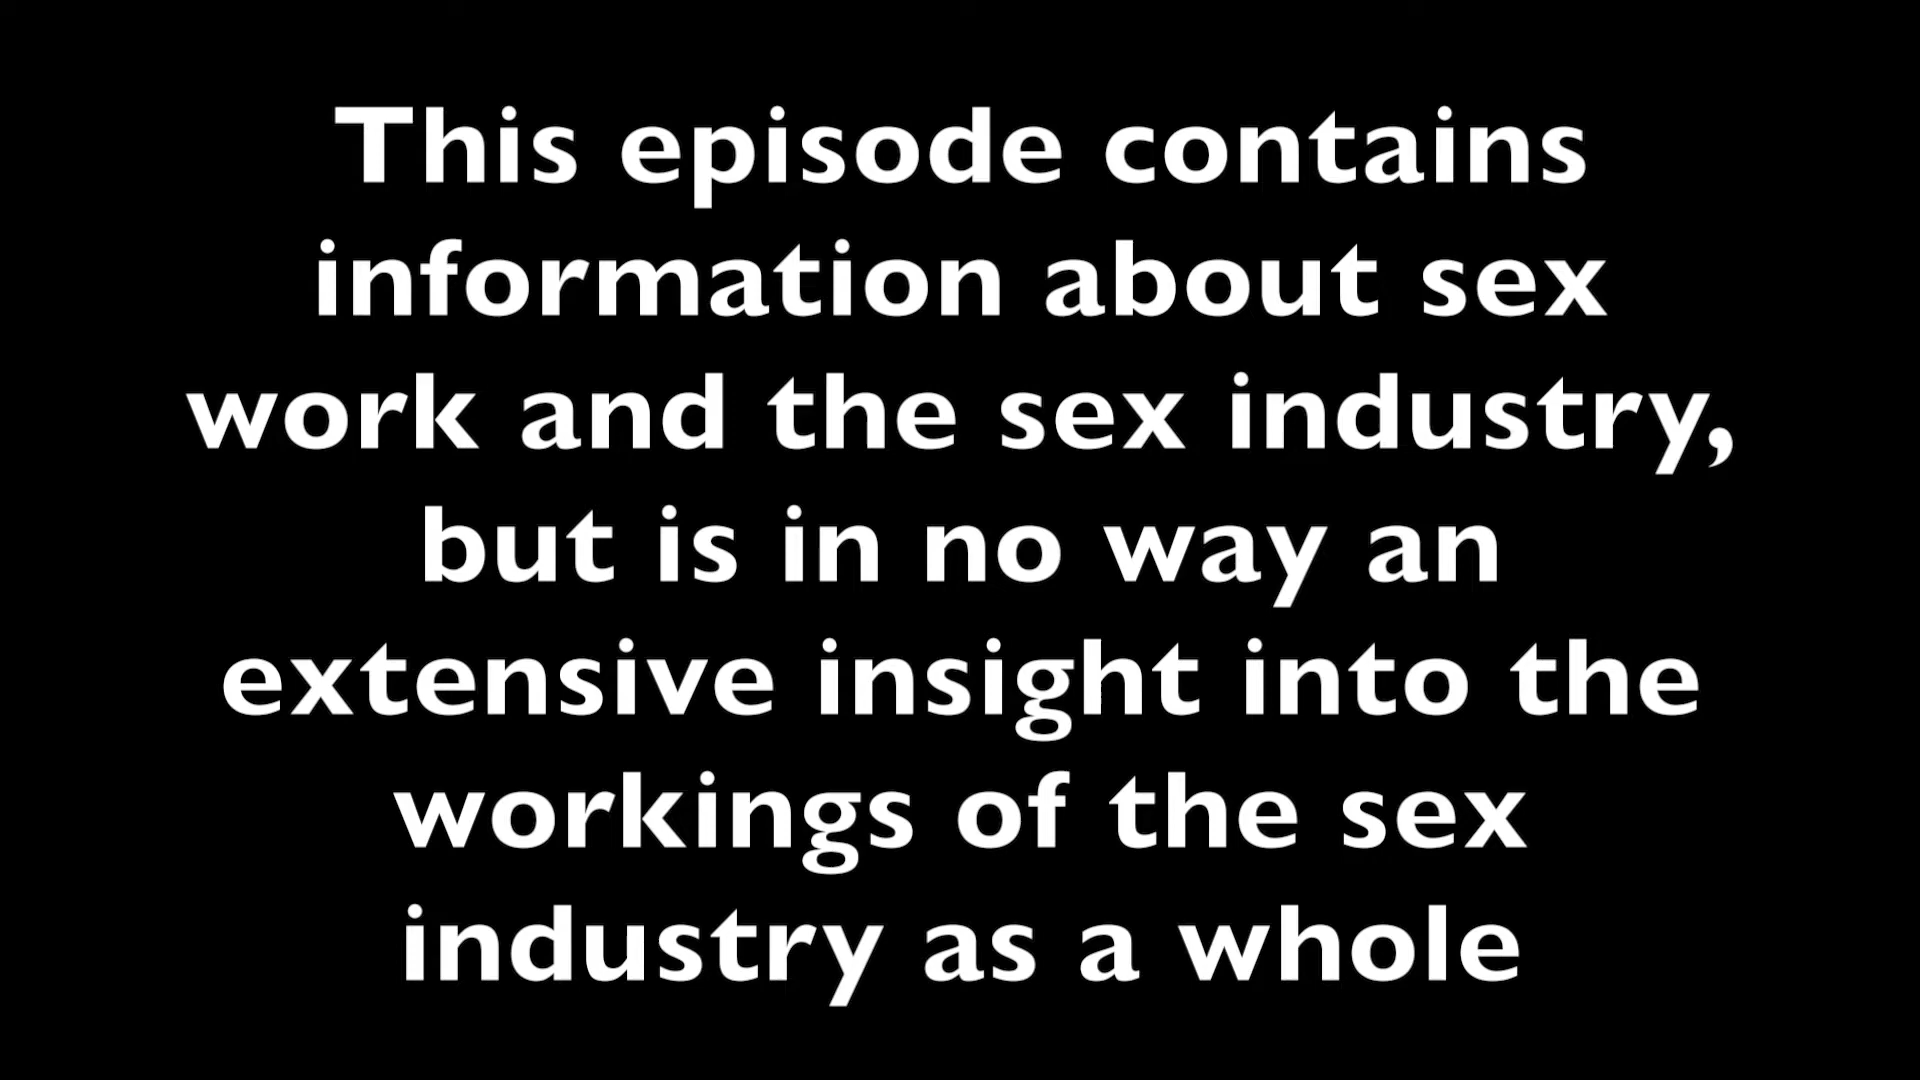 This episode contains
information about sex
work and the sex industry,
but is in no way an
extensive insight into the
workings of the sex
industry as a whole